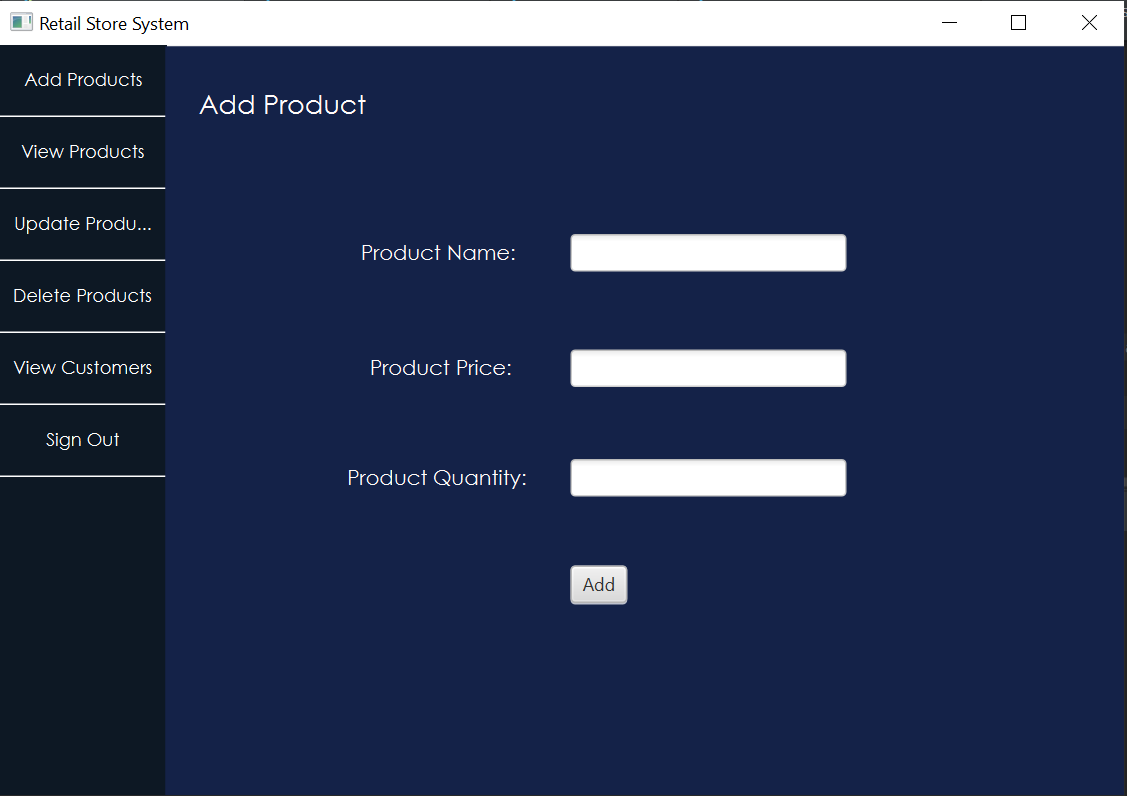 Retail Store System
Add Products
View Products
Update Produ...
Delete Products
View Customers
Sign Out
Add Product
Product Name:
Product Price:
Product Quantity:
Add